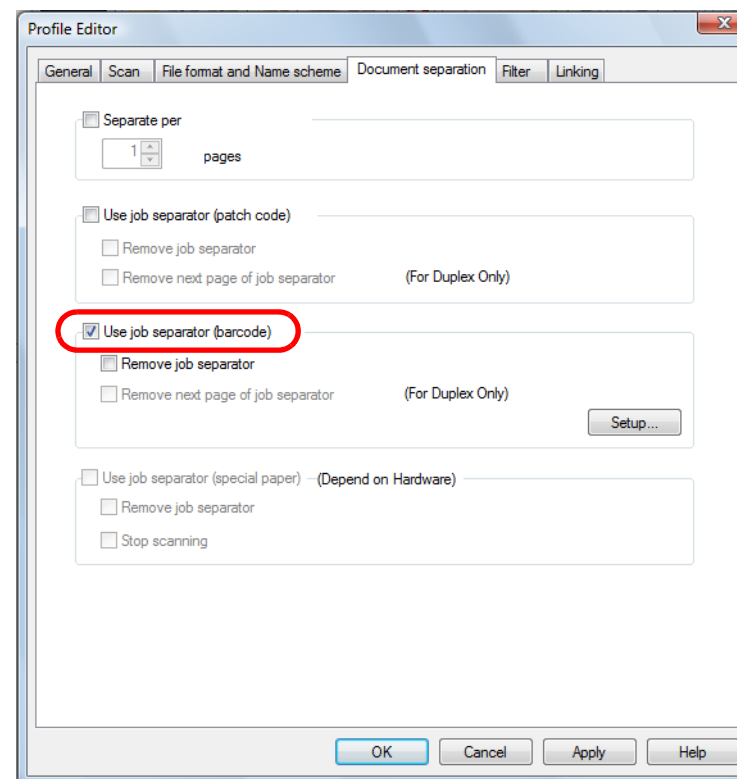 Profile Editor
General Scan File format and Name scheme Document separation Filter Linking
Separate per
1 pages
Use job separator (patch code)
Remove job separator
Remove next page of job separator (For Duplex Only)
Use job separator (barcode)
Remove job separator
Remove next page of job separator (For Duplex Only)
Setup...
Use job separator (special paper) (Depend on Hardware)
Remove job separator
Stop scanning
OK Cancel Apply Help